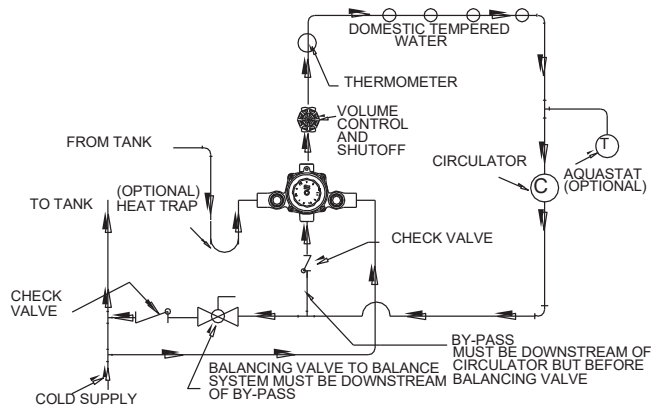 DOMESTIC TEMPERED
WATER
THERMOMETER
VOLUME
CONTROL
AND
SHUTOFF
FROM TANK
CIRCULATOR
T
AQUASTAT
(OPTIONAL)
(OPTIONAL)
HEAT TRAP
C
TO TANK
CHECK VALVE
CHECK
VALVE
BY-PASS
MUST BE DOWNSTREAM OF
CIRCULATOR BUT BEFORE
BALANCING VALVE
BALANCING VALVE TO BALANCE
SYSTEM MUST BE DOWNSTREAM
OF BY-PASS
COLD SUPPLY